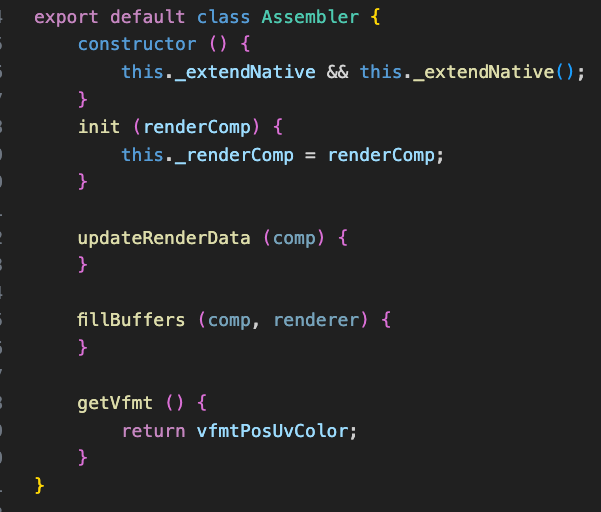 export default class Assembler {
constructor () {
this._extendNative && this._extendNative();
}
init (renderComp) {
this._renderComp = renderComp;
}
updateRenderData (comp) {
}
fillBuffers (comp, renderer) {
}
getVfmt () {
return vfmtPosUvColor;
}
}